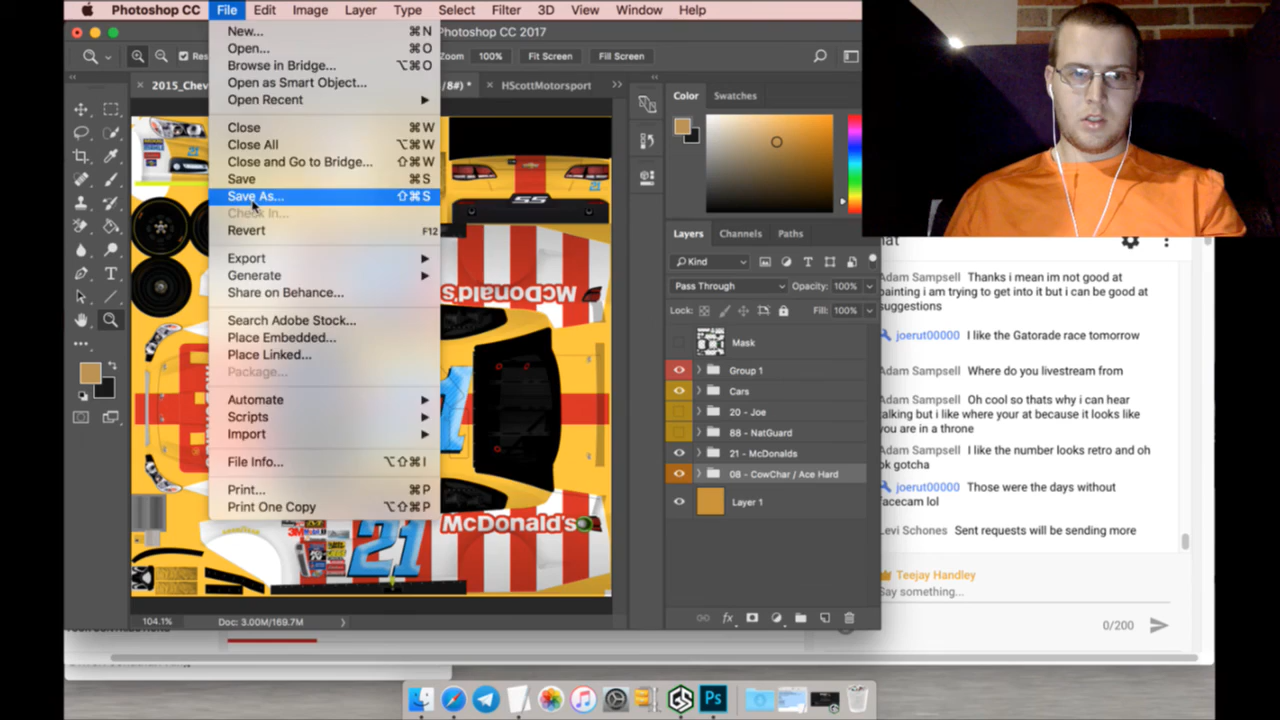 Photoshop CC File Edit Image Layer Type Select Filter 3D View Window Help
Photoshop CC 2017
Zoom 100% Fit Screen Fill Screen
2015_Chev
/8#) *
HScottMotorsport
New... ⌘N
Open... ⌘O
Browse in Bridge... ⌥⌘O
Open as Smart Object...
Open Recent
Close ⌘W
Close All ⌥⌘W
Close and Go to Bridge... ⇧⌘W
Save ⌘S
Save As... ⇧⌘S
Check In...
Revert F12
Export
Generate
Share on Behance...
Search Adobe Stock...
Place Embedded...
Place Linked...
Package...
Automate
Scripts
Import
File Info... ⌥⇧⌘I
Print... ⌘P
Print One Copy ⌥⇧⌘P
SS
McDonald's
McDonald's
21
104.1% Doc: 3.00M/169.7M
Color Swatches
Layers Channels Paths
Kind
Pass Through Opacity: 100%
Lock: Fill: 100%
Mask
Group 1
Cars
20 - Joe
88 - NatGuard
21 - McDonalds
08 - CowChar / Ace Hard
Layer 1
fx
Adam Sampsell Thanks i mean im not good at
painting i am trying to get into it but i can be good at
suggestions
joerut00000 I like the Gatorade race tomorrow
Adam Sampsell Where do you livestream from
Adam Sampsell Oh cool so thats why i can hear
talking but i like where your at because it looks like
you are in a throne
Adam Sampsell I like the number looks retro and oh
ok gotcha
joerut00000 Those were the days without
facecam lol
Levi Schones Sent requests will be sending more
Teejay Handley
Say something...
0/200
Ps